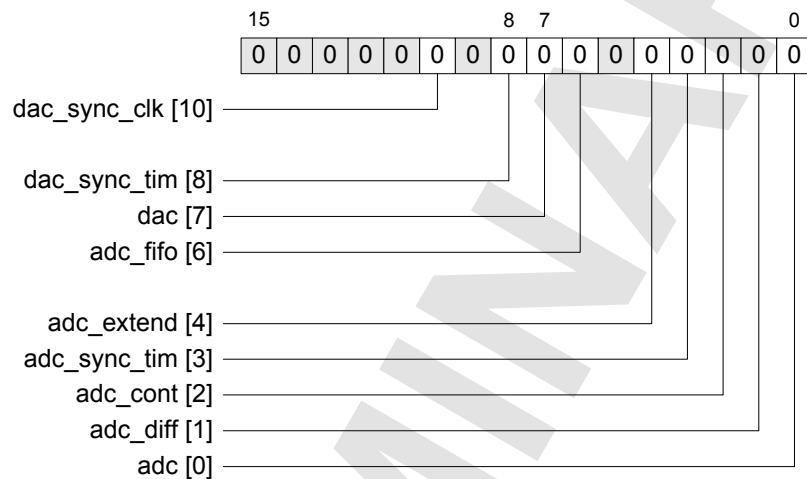 15 8 7 0
0 0 0 0 0 0 0 0 0 0 0 0 0 0 0 0
dac_sync_clk [10]
dac_sync_tim [8]
dac [7]
adc_fifo [6]
adc_extend [4]
adc_sync_tim [3]
adc_cont [2]
adc_diff [1]
adc [0]
MINAR